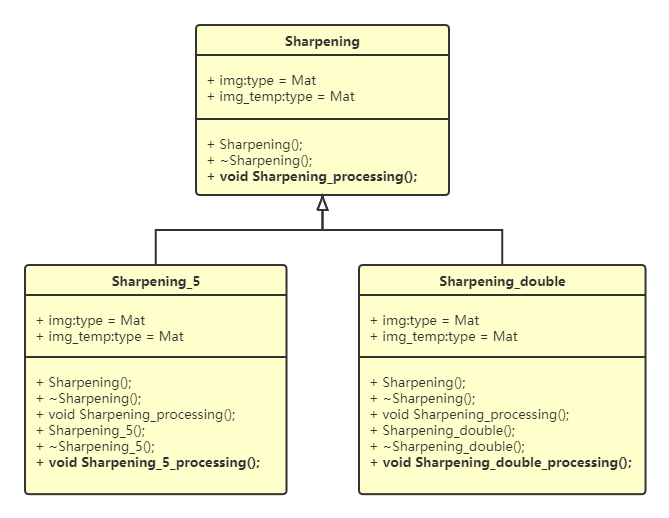 Sharpening
+ img:type = Mat
+ img_temp:type = Mat
+ Sharpening();
+ ~Sharpening();
+ void Sharpening_processing();
Sharpening_5
+ img:type = Mat
+ img_temp:type = Mat
+ Sharpening();
+ ~Sharpening();
+ void Sharpening_processing();
+ Sharpening_5();
+ ~Sharpening_5();
+ void Sharpening_5_processing();
Sharpening_double
+ img:type = Mat
+ img_temp:type = Mat
+ Sharpening();
+ ~Sharpening();
+ void Sharpening_processing();
+ Sharpening_double();
+ ~Sharpening_double();
+ void Sharpening_double_processing();